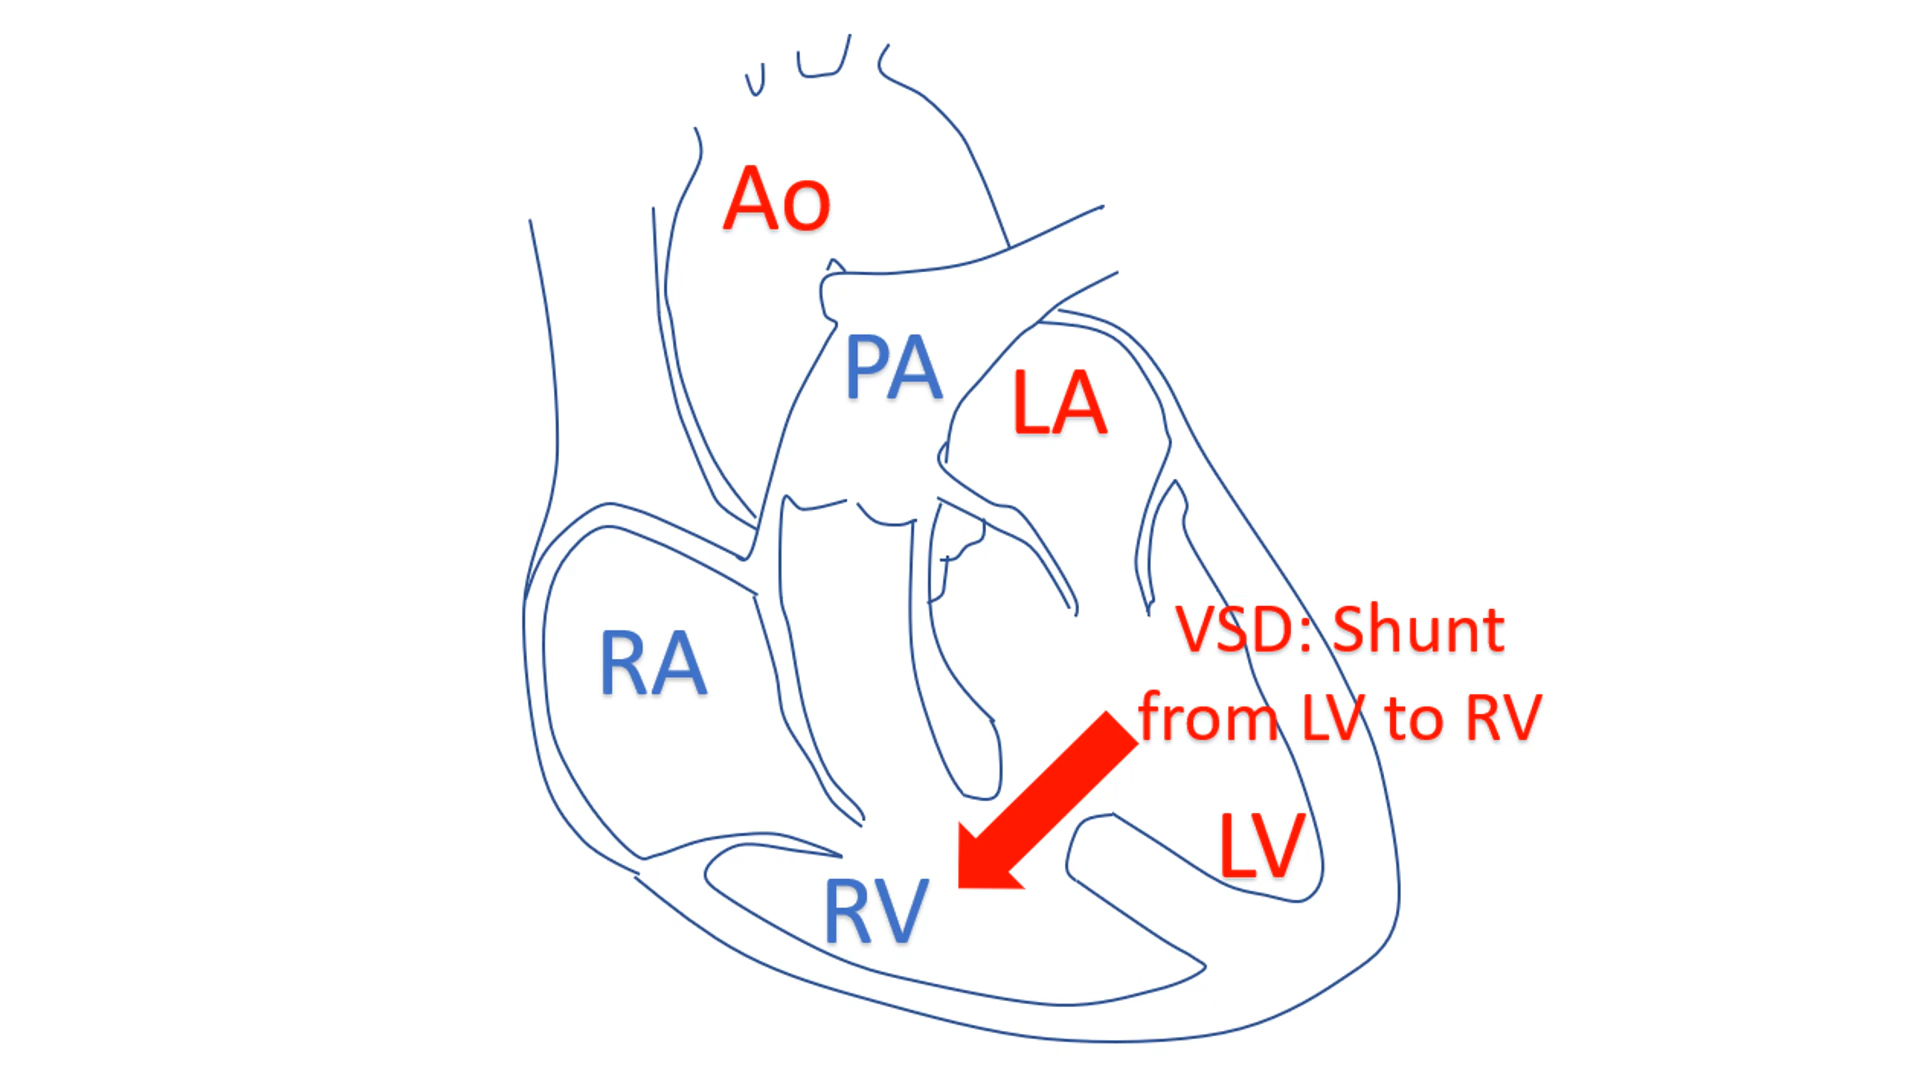 Ao
PA
LA
RA
VSD: Shunt
from LV to RV
LV
RV